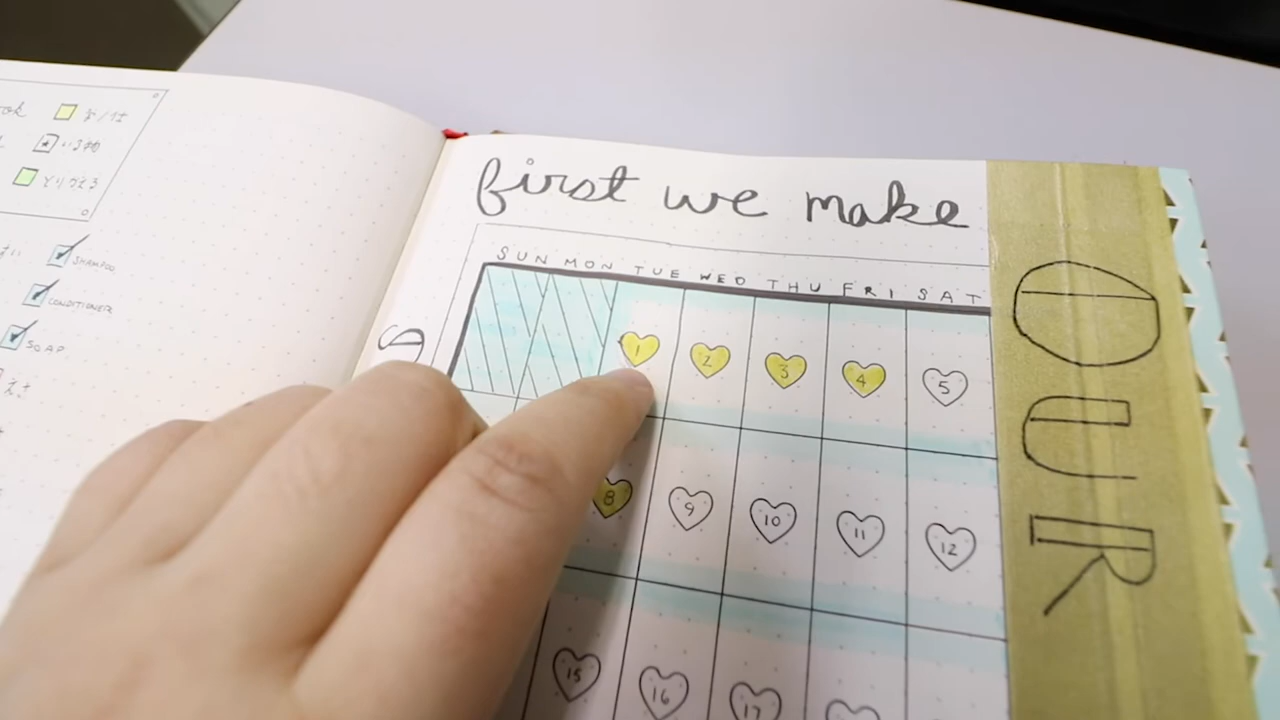 SHAMPOO
CONDITIONER
SOAP
first we make
SUN MON TUE WED THU FRI SAT
1 2 3 4 5
8 9 10 11 12
15 16 17
OUR